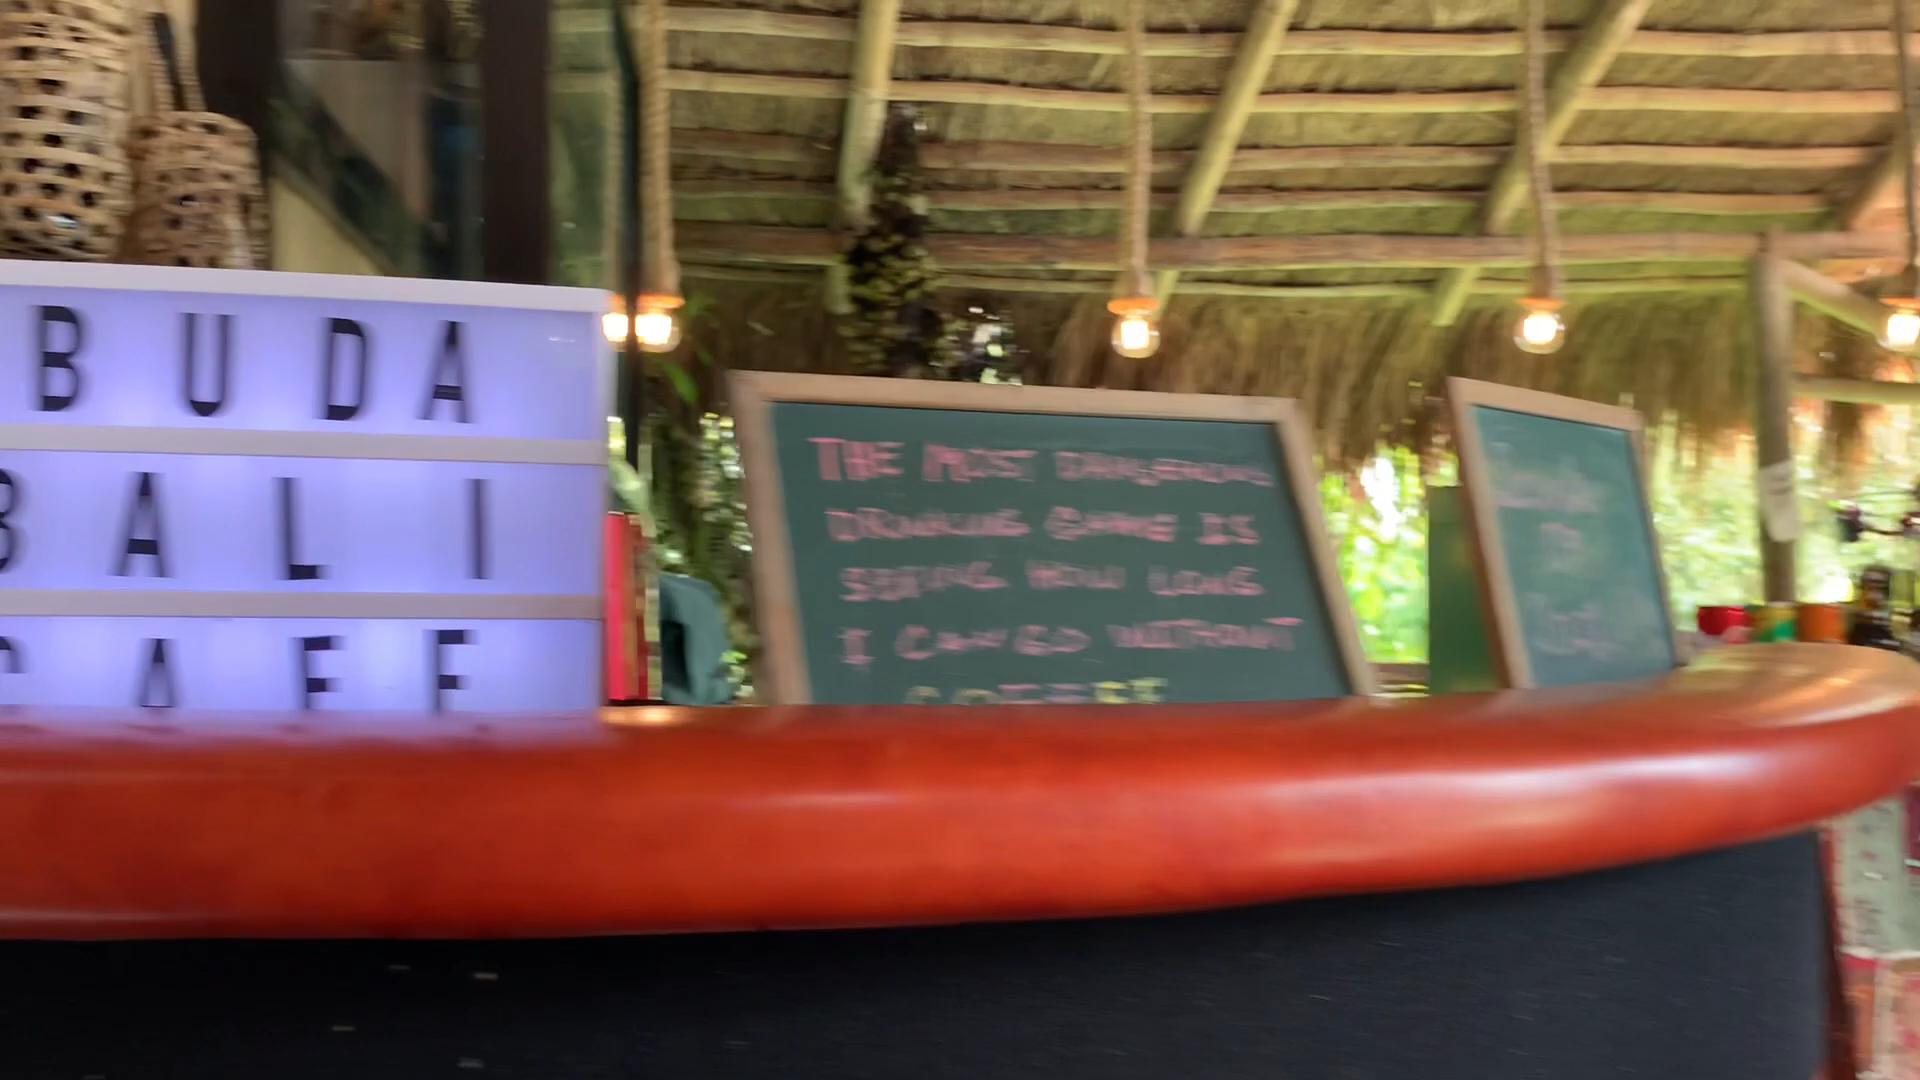 BUDA
BALI
CAFE
THE MOST DANGEROUS
DRINKING GAME IS
SEEING HOW LONG
I CAN GO WITHOUT
COFFEE